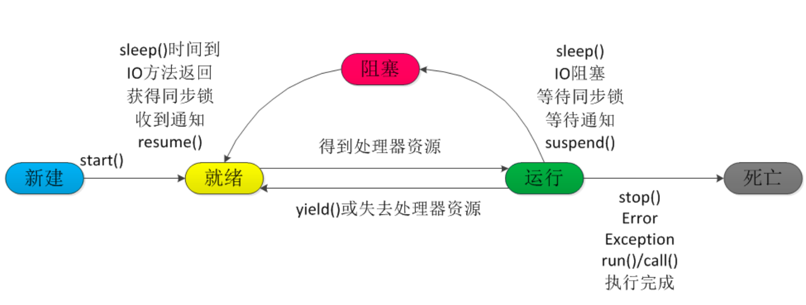 sleep()时间到
IO方法返回
获得同步锁
收到通知
resume()
阻塞
sleep()
IO阻塞
等待同步锁
等待通知
suspend()
新建
start()
就绪
得到处理器资源
yield()或失去处理器资源
运行
死亡
stop()
Error
Exception
run()/call()
执行完成